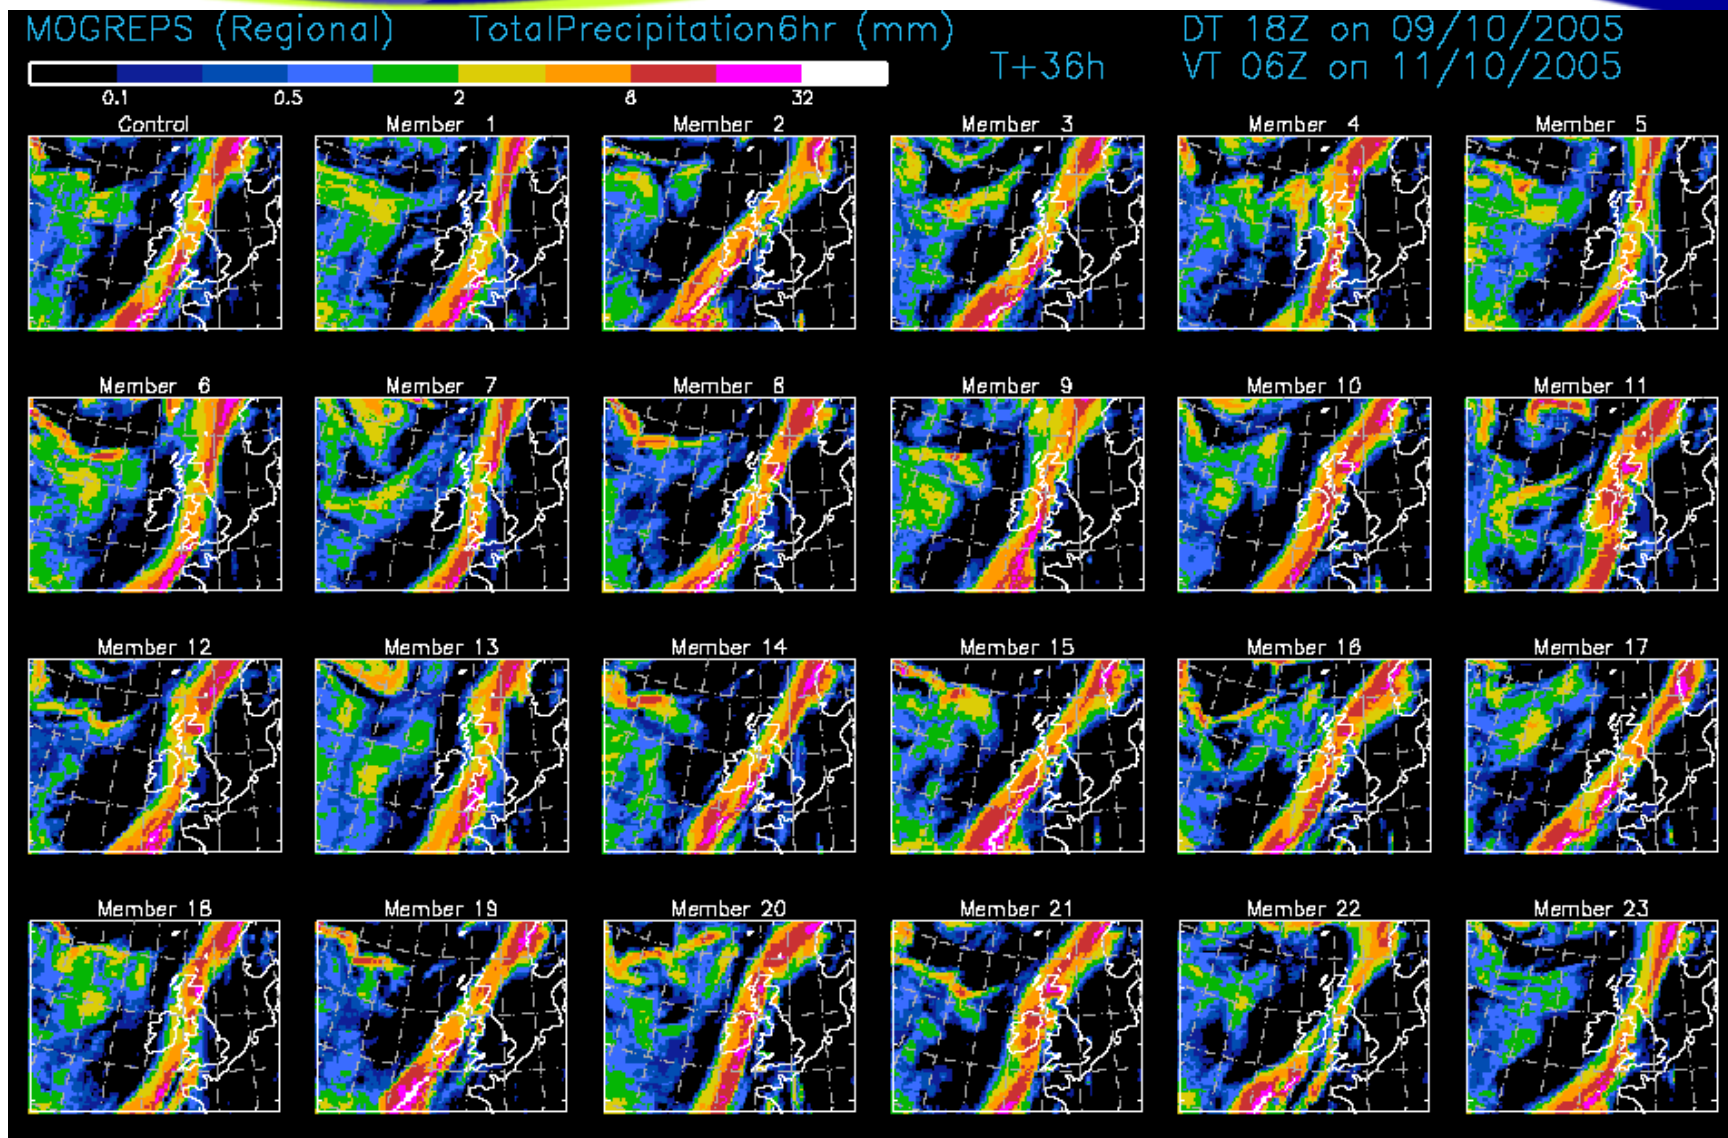 MOGREPS (Regional) TotalPrecipitation6hr (mm) DT 18Z on 09/10/2005
T+36h VT 06Z on 11/10/2005
0.1 0.5 2 8 32
Control Member 1 Member 2 Member 3 Member 4 Member 5
Member 6 Member 7 Member 8 Member 9 Member 10 Member 11
Member 12 Member 13 Member 14 Member 15 Member 16 Member 17
Member 18 Member 19 Member 20 Member 21 Member 22 Member 23